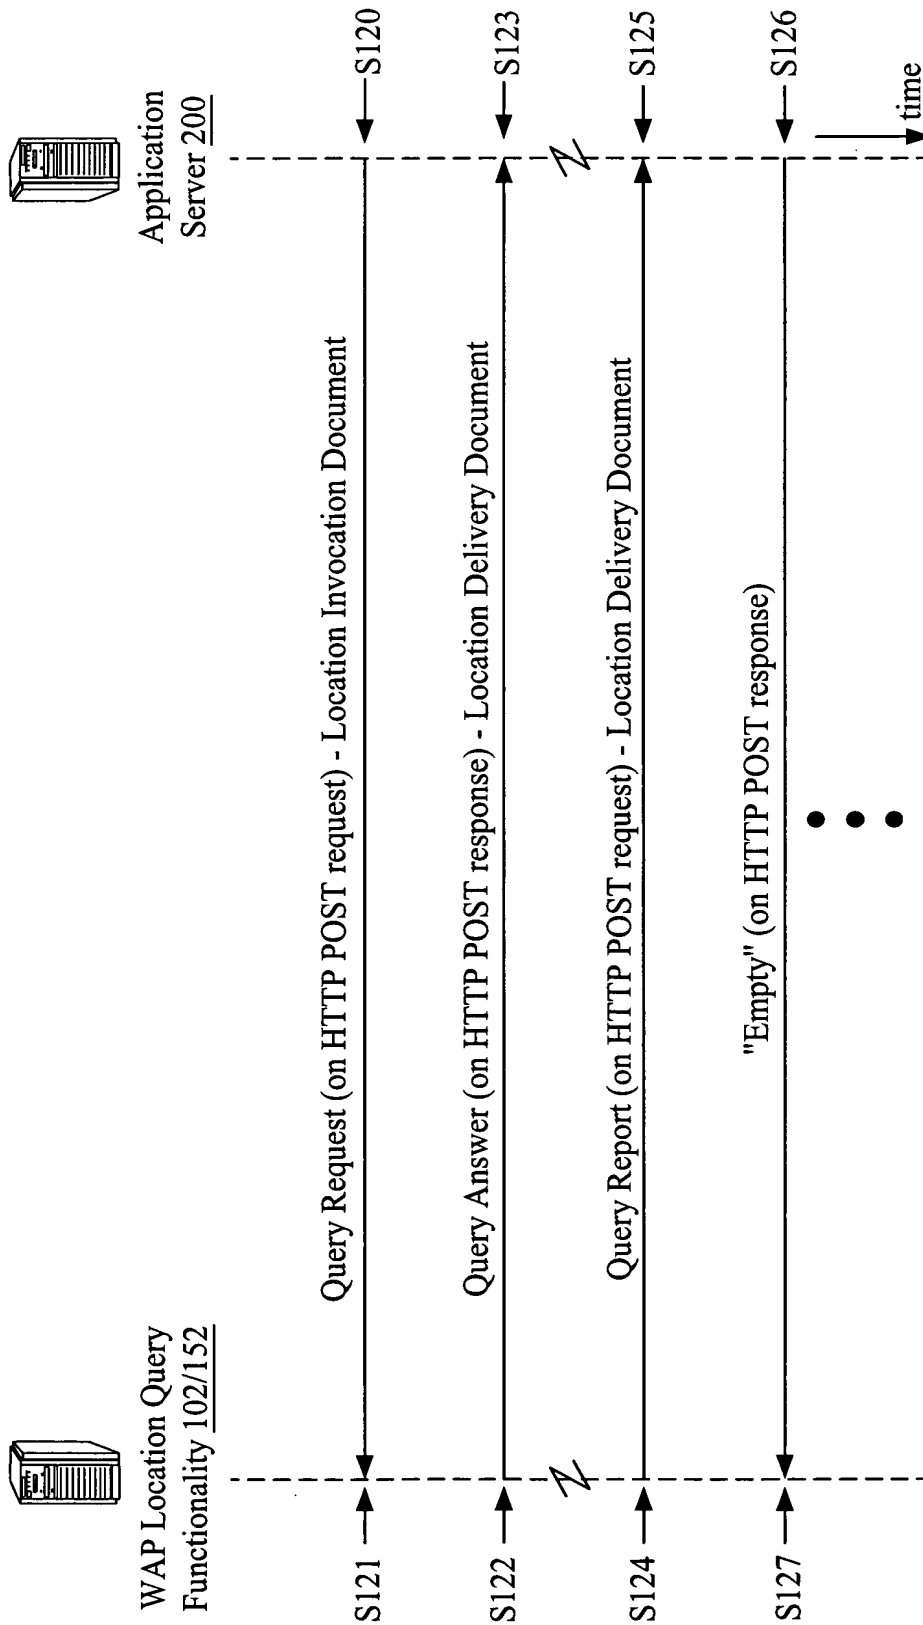 WAP Location Query
Functionality 102/152
Application
Server 200
Query Request (on HTTP POST request) - Location Invocation Document
S121
S120
Query Answer (on HTTP POST response) - Location Delivery Document
S122
S123
Query Report (on HTTP POST request) - Location Delivery Document
S124
S125
"Empty" (on HTTP POST response)
S127
S126
time